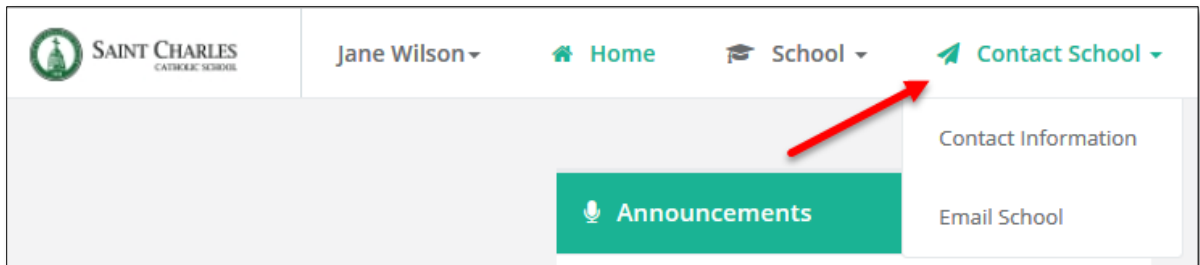 SAINT CHARLES
CATHOLIC SCHOOL
Jane Wilson
Home
School
Contact School
Contact Information
Email School
Announcements